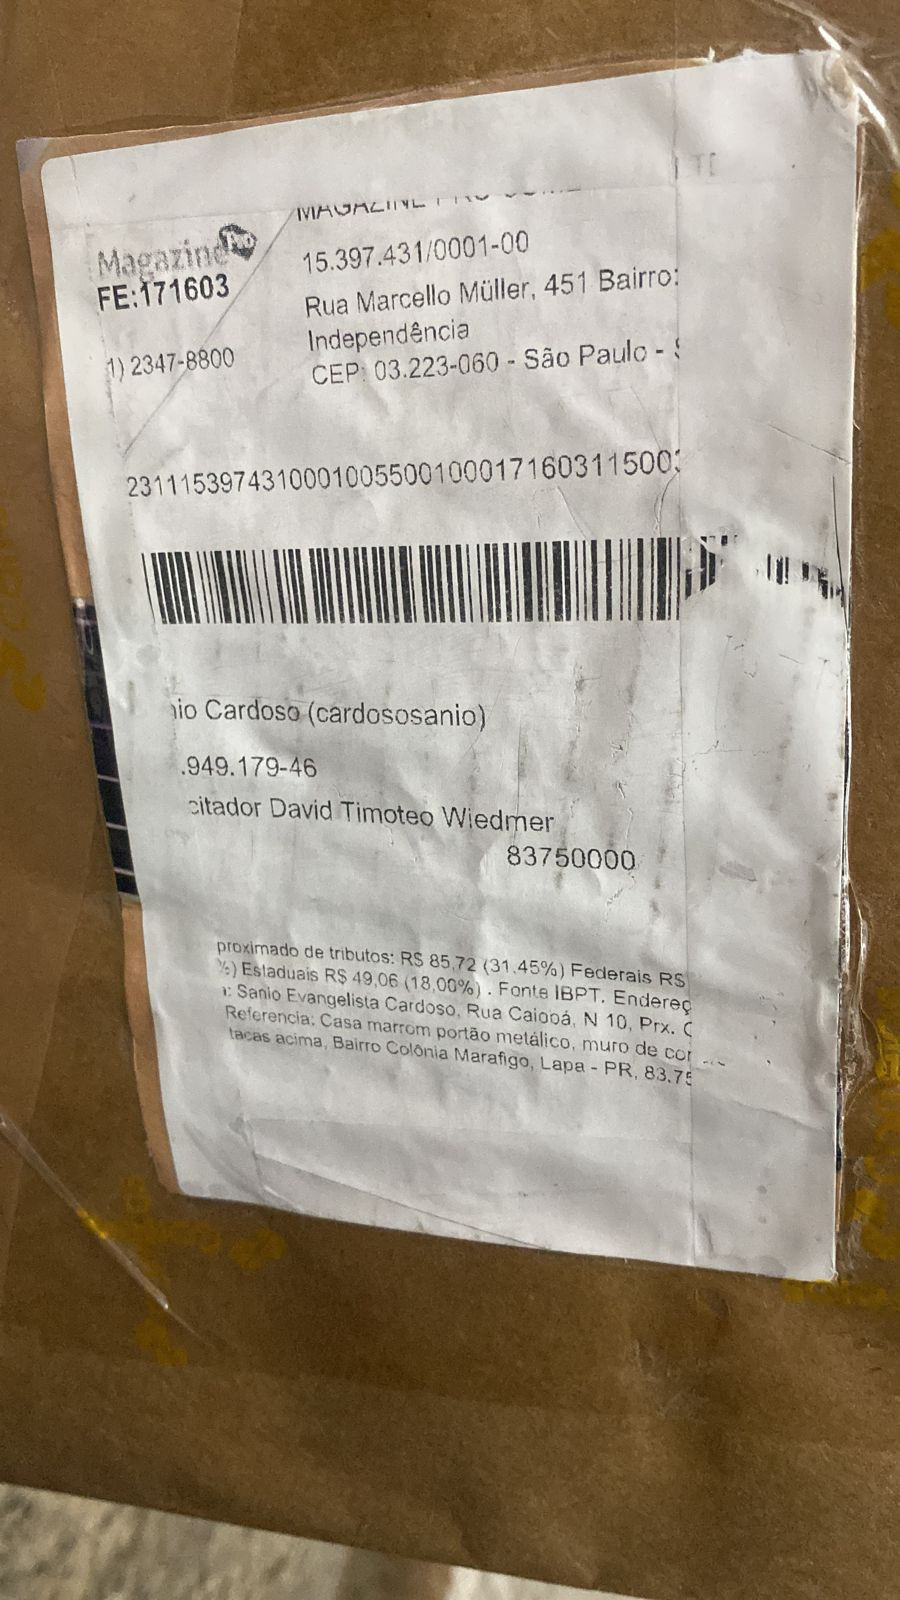 Magazine Two
FE:171603
1) 2347-8800
MAGAZINE
15.397.431/0001-00
Rua Marcello Müller, 451 Bairro:
Independência
CEP: 03.223-060 - São Paulo -
2311153974310001005500100017160311500
nio Cardoso (cardososanio)
.949.179-46
citador David Timoteo Wiedmer
83750000
proximado de tributos: R$ 85,72 (31.45%) Federais R$
%) Estaduais R$ 49,06 (18,00%) . Fonte IBPT. Endereç
r: Sanio Evangelista Cardoso, Rua Caiobá, N 10, Prx. C
Referencia: Casa marrom portão metálico, muro de cor
tacas acima, Bairro Colônia Marafigo, Lapa - PR, 83.75